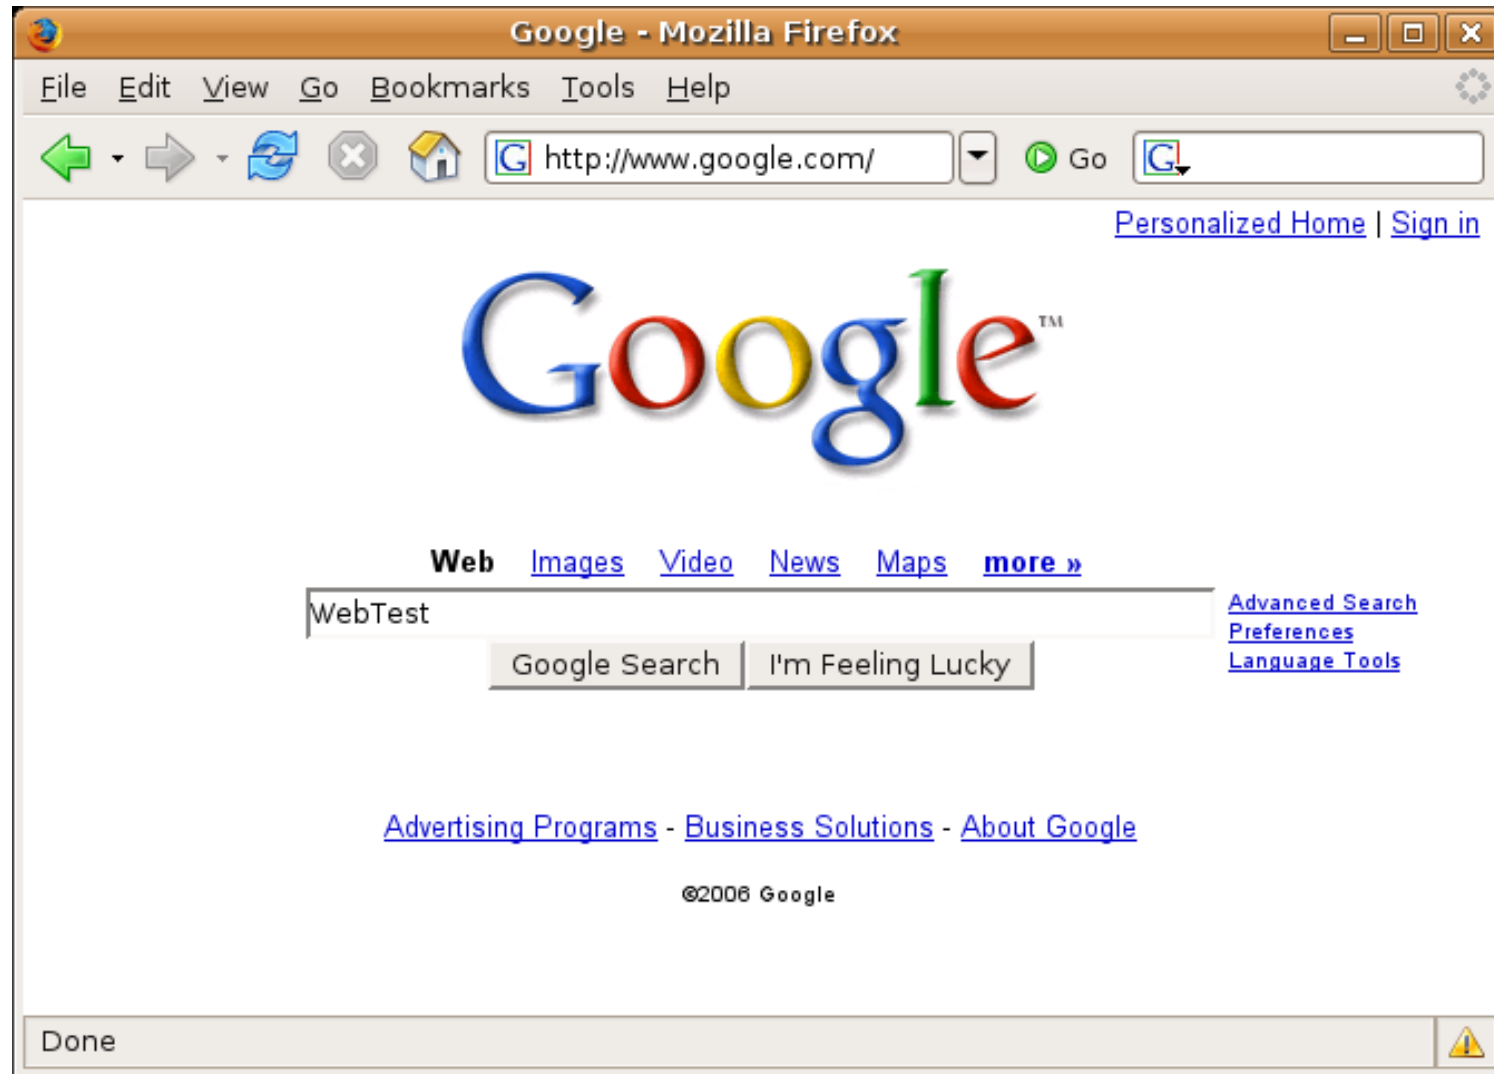 Google - Mozilla Firefox
File Edit View Go Bookmarks Tools Help
G http://www.google.com/ Go G
Personalized Home | Sign in
Google™
Web Images Video News Maps more »
WebTest
Advanced Search
Preferences
Language Tools
Google Search I'm Feeling Lucky
Advertising Programs - Business Solutions - About Google
©2006 Google
Done